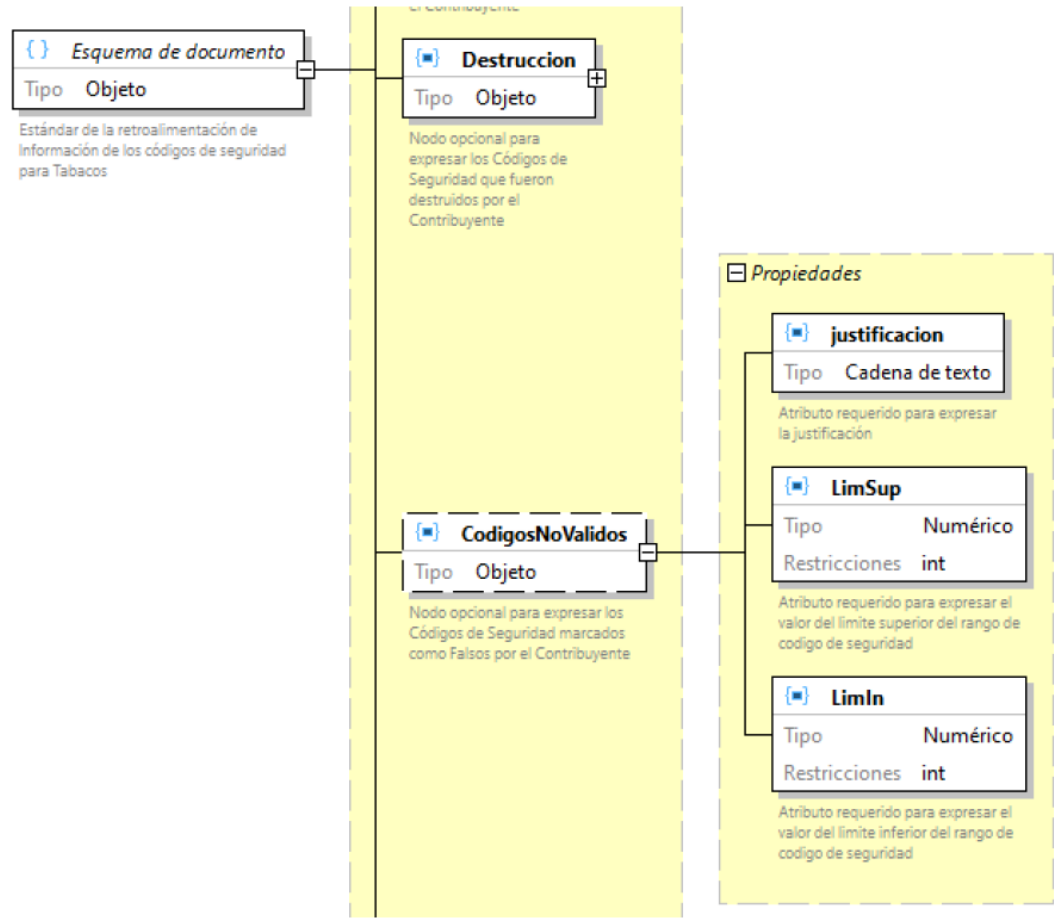 el Contribuyente
{ } Esquema de documento
Tipo Objeto
Estándar de la retroalimentación de
Información de los códigos de seguridad
para Tabacos
Destruccion
Tipo Objeto
Nodo opcional para
expresar los Códigos de
Seguridad que fueron
destruidos por el
Contribuyente
CodigosNoValidos
Tipo Objeto
Nodo opcional para expresar los
Códigos de Seguridad marcados
como Falsos por el Contribuyente
Propiedades
justificacion
Tipo Cadena de texto
Atributo requerido para expresar
la justificación
LimSup
Tipo Numérico
Restricciones int
Atributo requerido para expresar el
valor del limite superior del rango de
codigo de seguridad
LimIn
Tipo Numérico
Restricciones int
Atributo requerido para expresar el
valor del limite inferior del rango de
codigo de seguridad